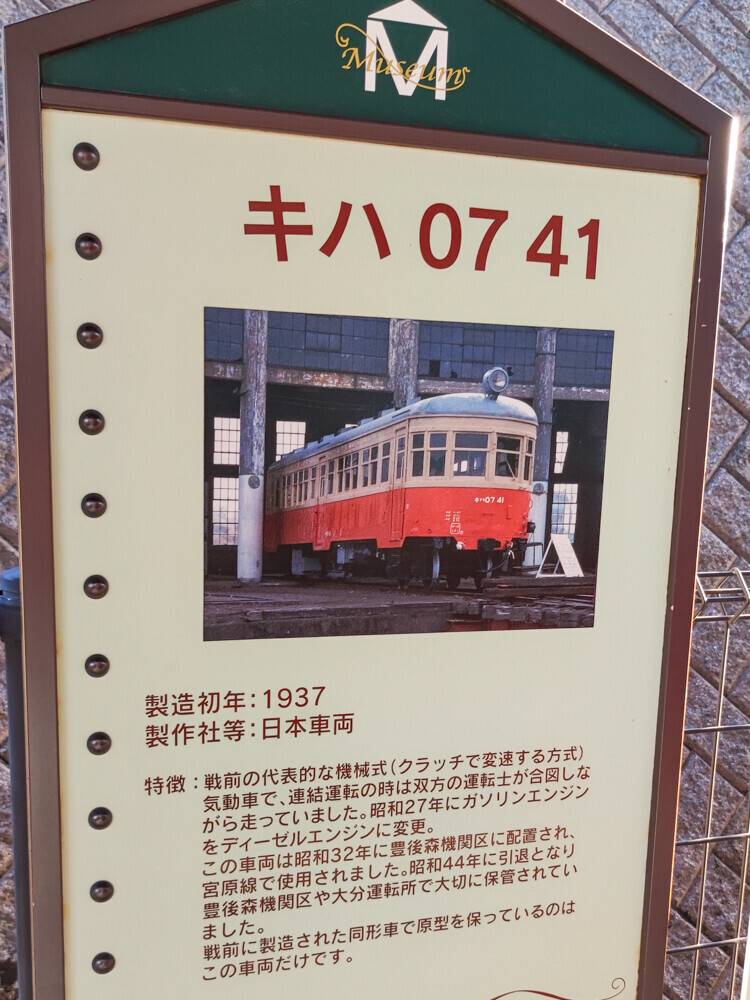 M
Museum
キハ 07 41
キハ07 41
製造初年：1937
製作社等：日本車両
特徴：戦前の代表的な機械式（クラッチで変速する方式）
気動車で、連結運転の時は双方の運転士が合図しな
がら走っていました。昭和27年にガソリンエンジン
をディーゼルエンジンに変更。
この車両は昭和32年に豊後森機関区に配置され、
宮原線で使用されました。昭和44年に引退となり
豊後森機関区や大分運転所で大切に保管されてい
ました。
戦前に製造された同形車で原型を保っているのは
この車両だけです。